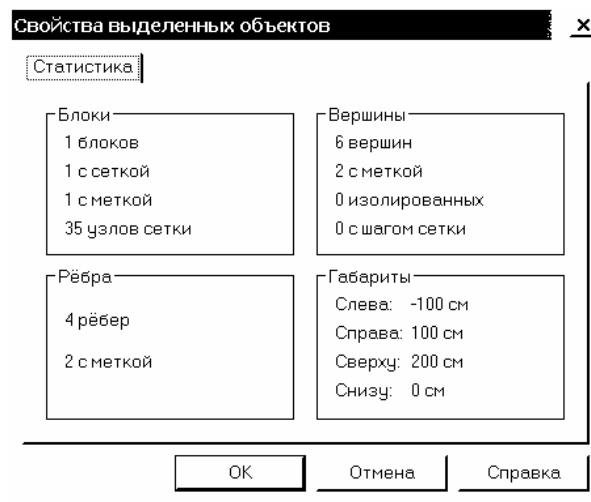 Свойства выделенных объектов
Статистика
Блоки
1 блоков
1 с сеткой
1 с меткой
35 узлов сетки
Вершины
6 вершин
2 с меткой
0 изолированных
0 с шагом сетки
Рёбра
4 рёбер
2 с меткой
Габариты
Слева: -100 см
Справа: 100 см
Сверху: 200 см
Снизу: 0 см
OK
Отмена
Справка